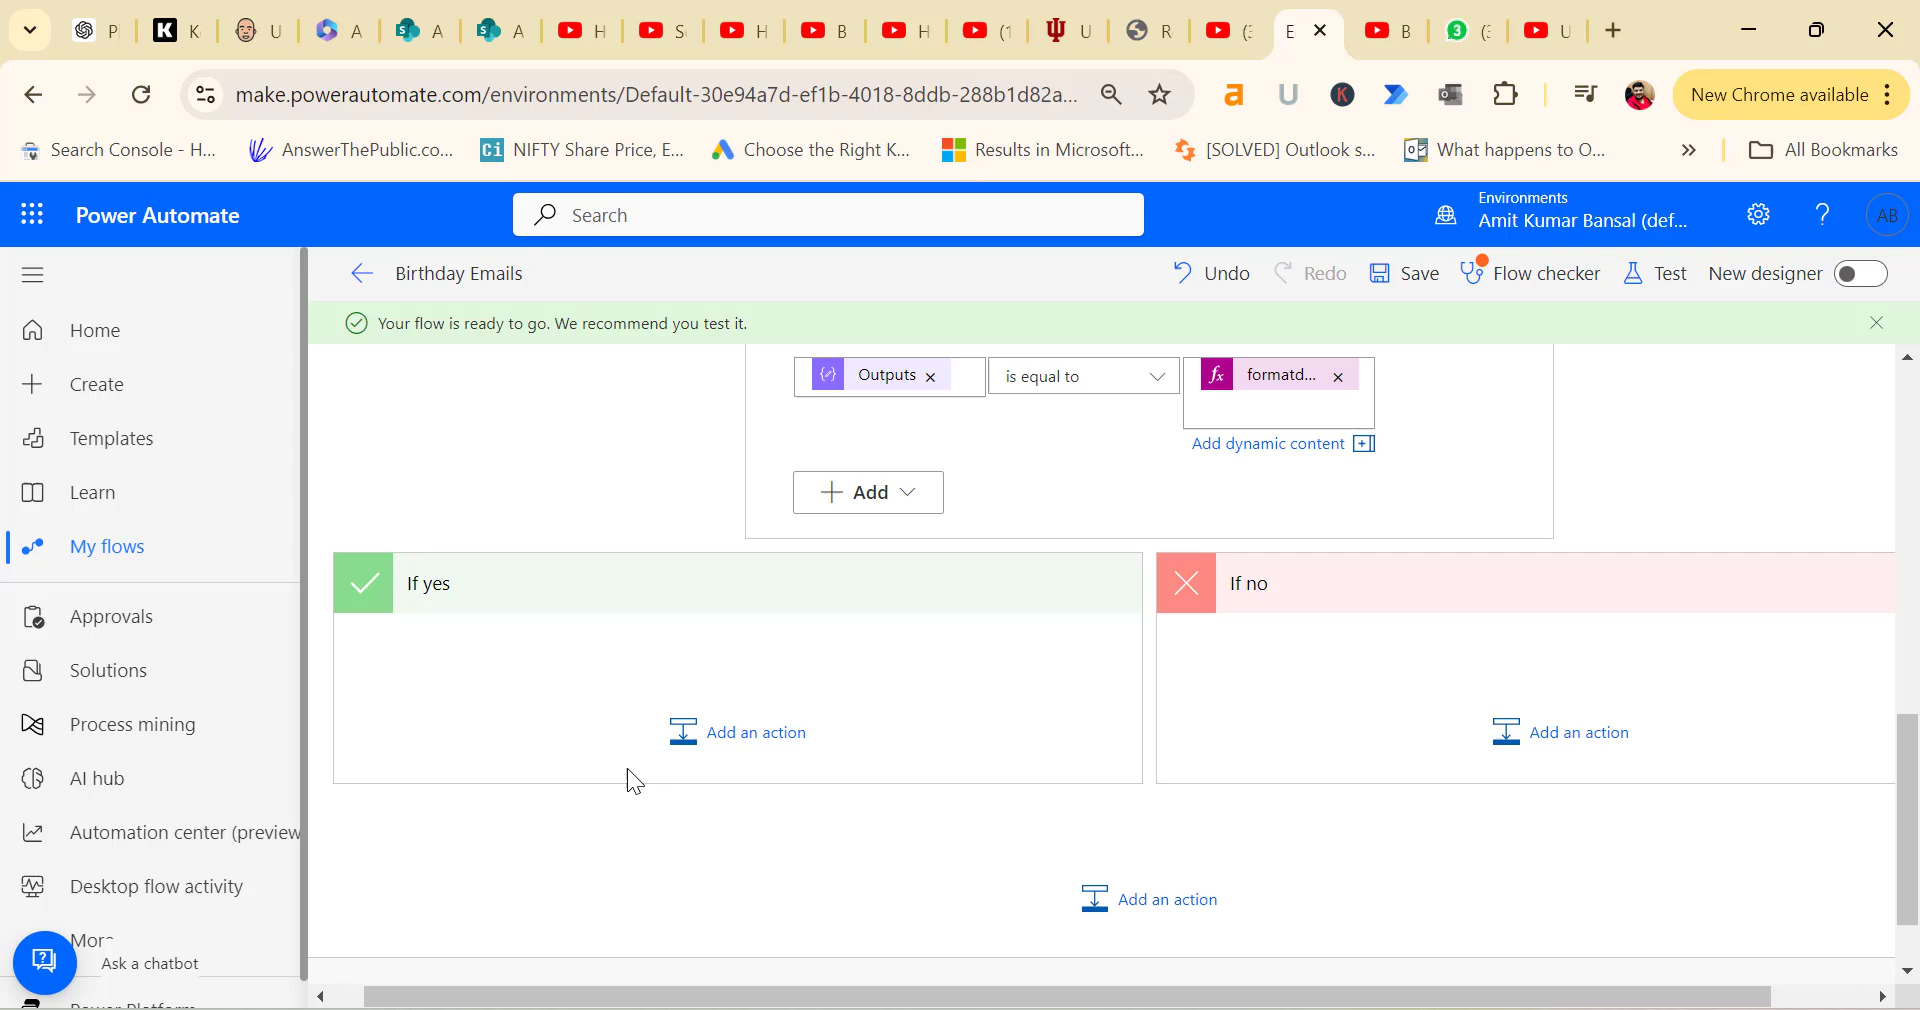 P
K
U
A
A
A
H
S
H
B
H
(1
U
R
(3
E
B
(3
U
make.powerautomate.com/environments/Default-30e94a7d-ef1b-4018-8ddb-288b1d82a...
New Chrome available
Search Console - H...
AnswerThePublic.co...
NIFTY Share Price, E...
Choose the Right K...
Results in Microsoft...
[SOLVED] Outlook s...
What happens to O...
»
All Bookmarks
Power Automate
Search
Environments
Amit Kumar Bansal (def...
AB
Birthday Emails
Undo
Redo
Save
Flow checker
Test
New designer
Your flow is ready to go. We recommend you test it.
Home
Create
Templates
Learn
My flows
Approvals
Solutions
Process mining
AI hub
Automation center (preview
Desktop flow activity
Ask a chatbot
Outputs
is equal to
fx
formatd...
Add dynamic content
Add
If yes
Add an action
If no
Add an action
Add an action